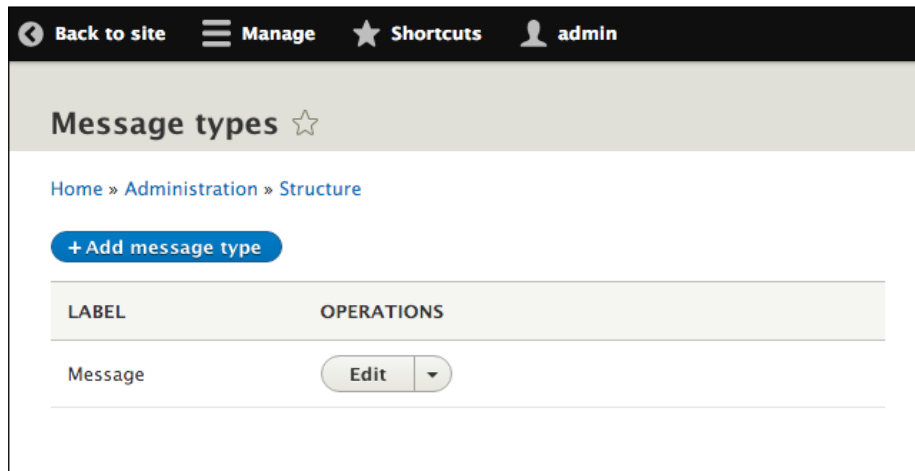 Back to site Manage Shortcuts admin
Message types
Home » Administration » Structure
+ Add message type
LABEL OPERATIONS
Message Edit